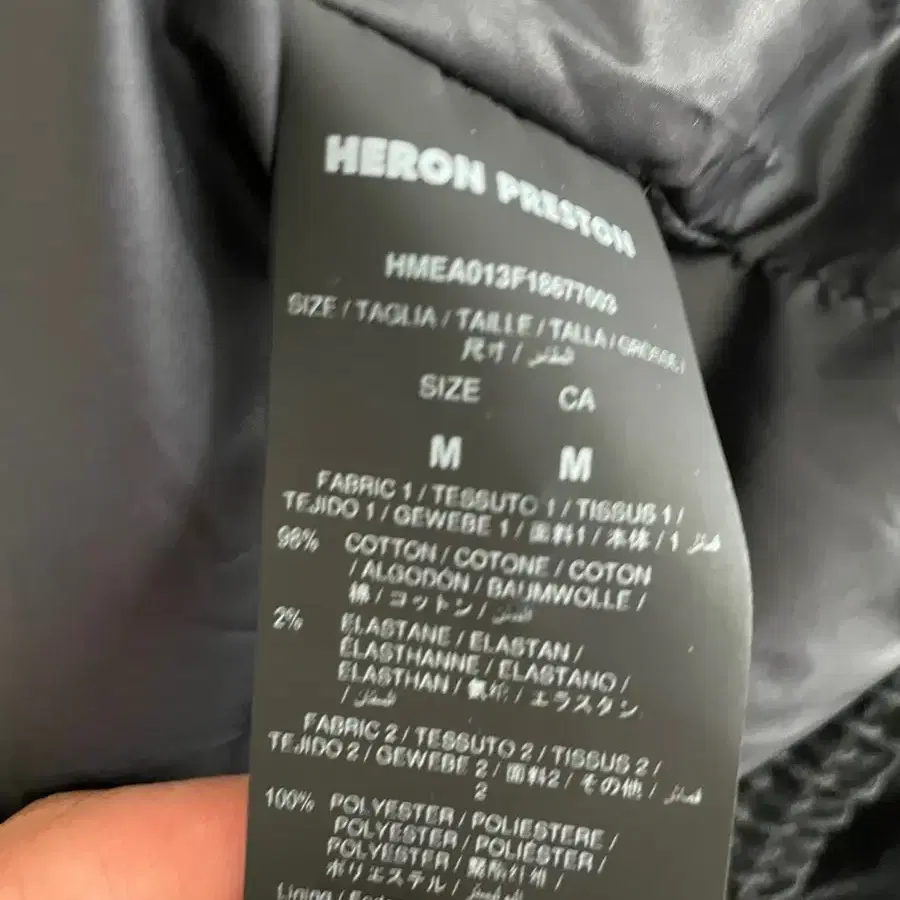 HERON PRESTON
HMEA013F18677003
SIZE / TAGLIA / TAILLE / TALLA / GRÖSSE /
尺寸 /
SIZE CA
M M
FABRIC 1 / TESSUTO 1 / TISSUS 1 /
TEJIDO 1 / GEWEBE 1 / 面料1 / 本体 / 1
98% COTTON / COTONE / COTON
/ ALGODÓN / BAUMWOLLE /
棉 / コットン /
2% ELASTANE / ELASTAN /
ÉLASTHANNE / ELASTANO /
ELASTHAN / 氨纶 / エラスタン
/
FABRIC 2 / TESSUTO 2 / TISSUS 2 /
TEJIDO 2 / GEWEBE 2 / 面料2 / その他 /
2
100% POLYESTER / POLIESTERE /
POLYESTER / POLIÉSTER /
POLYESTER / 聚酯纤维 /
ポリエステル /
Lining /